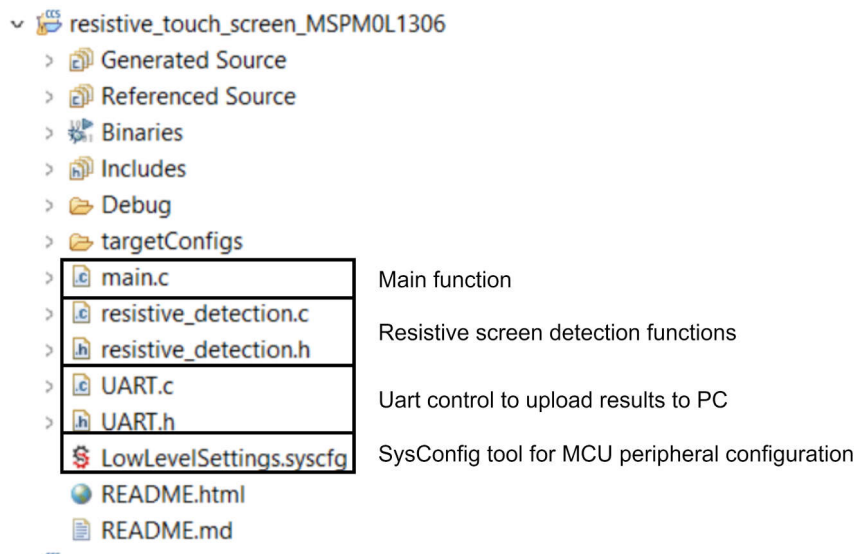 resistive_touch_screen_MSPM0L1306
Generated Source
Referenced Source
Binaries
Includes
Debug
targetConfigs
main.c Main function
resistive_detection.c
Resistive screen detection functions
resistive_detection.h
UART.c
Uart control to upload results to PC
UART.h
LowLevelSettings.syscfg SysConfig tool for MCU peripheral configuration
README.html
README.md